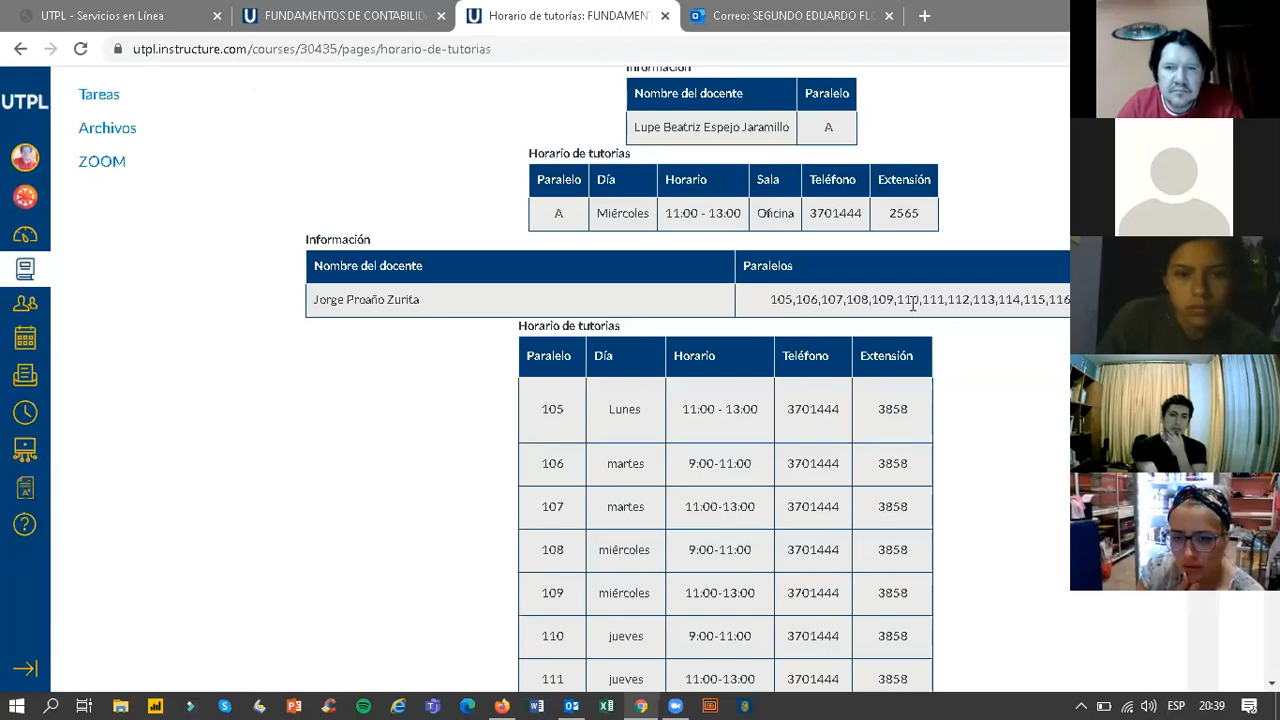 UTPL - Servicios en Línea
FUNDAMENTOS DE CONTABILID
Horario de tutorías: FUNDAMENT
Correo: SEGUNDO EDUARDO FLO
utpl.instructure.com/courses/30435/pages/horario-de-tutorias
UTPL
Tareas
Archivos
ZOOM
Información
Nombre del docente Paralelo
Lupe Beatriz Espejo Jaramillo A
Horario de tutorias
Paralelo Día Horario Sala Teléfono Extensión
A Miércoles 11:00 - 13:00 Oficina 3701444 2565
Información
Nombre del docente Paralelos
Jorge Proaño Zurita 105,106,107,108,109,110,111,112,113,114,115,116
Horario de tutorias
Paralelo Día Horario Teléfono Extensión
105 Lunes 11:00 - 13:00 3701444 3858
106 martes 9:00-11:00 3701444 3858
107 martes 11:00-13:00 3701444 3858
108 miércoles 9:00-11:00 3701444 3858
109 miércoles 11:00-13:00 3701444 3858
110 jueves 9:00-11:00 3701444 3858
111 jueves 11:00-13:00 3701444 3858
ESP 20:39